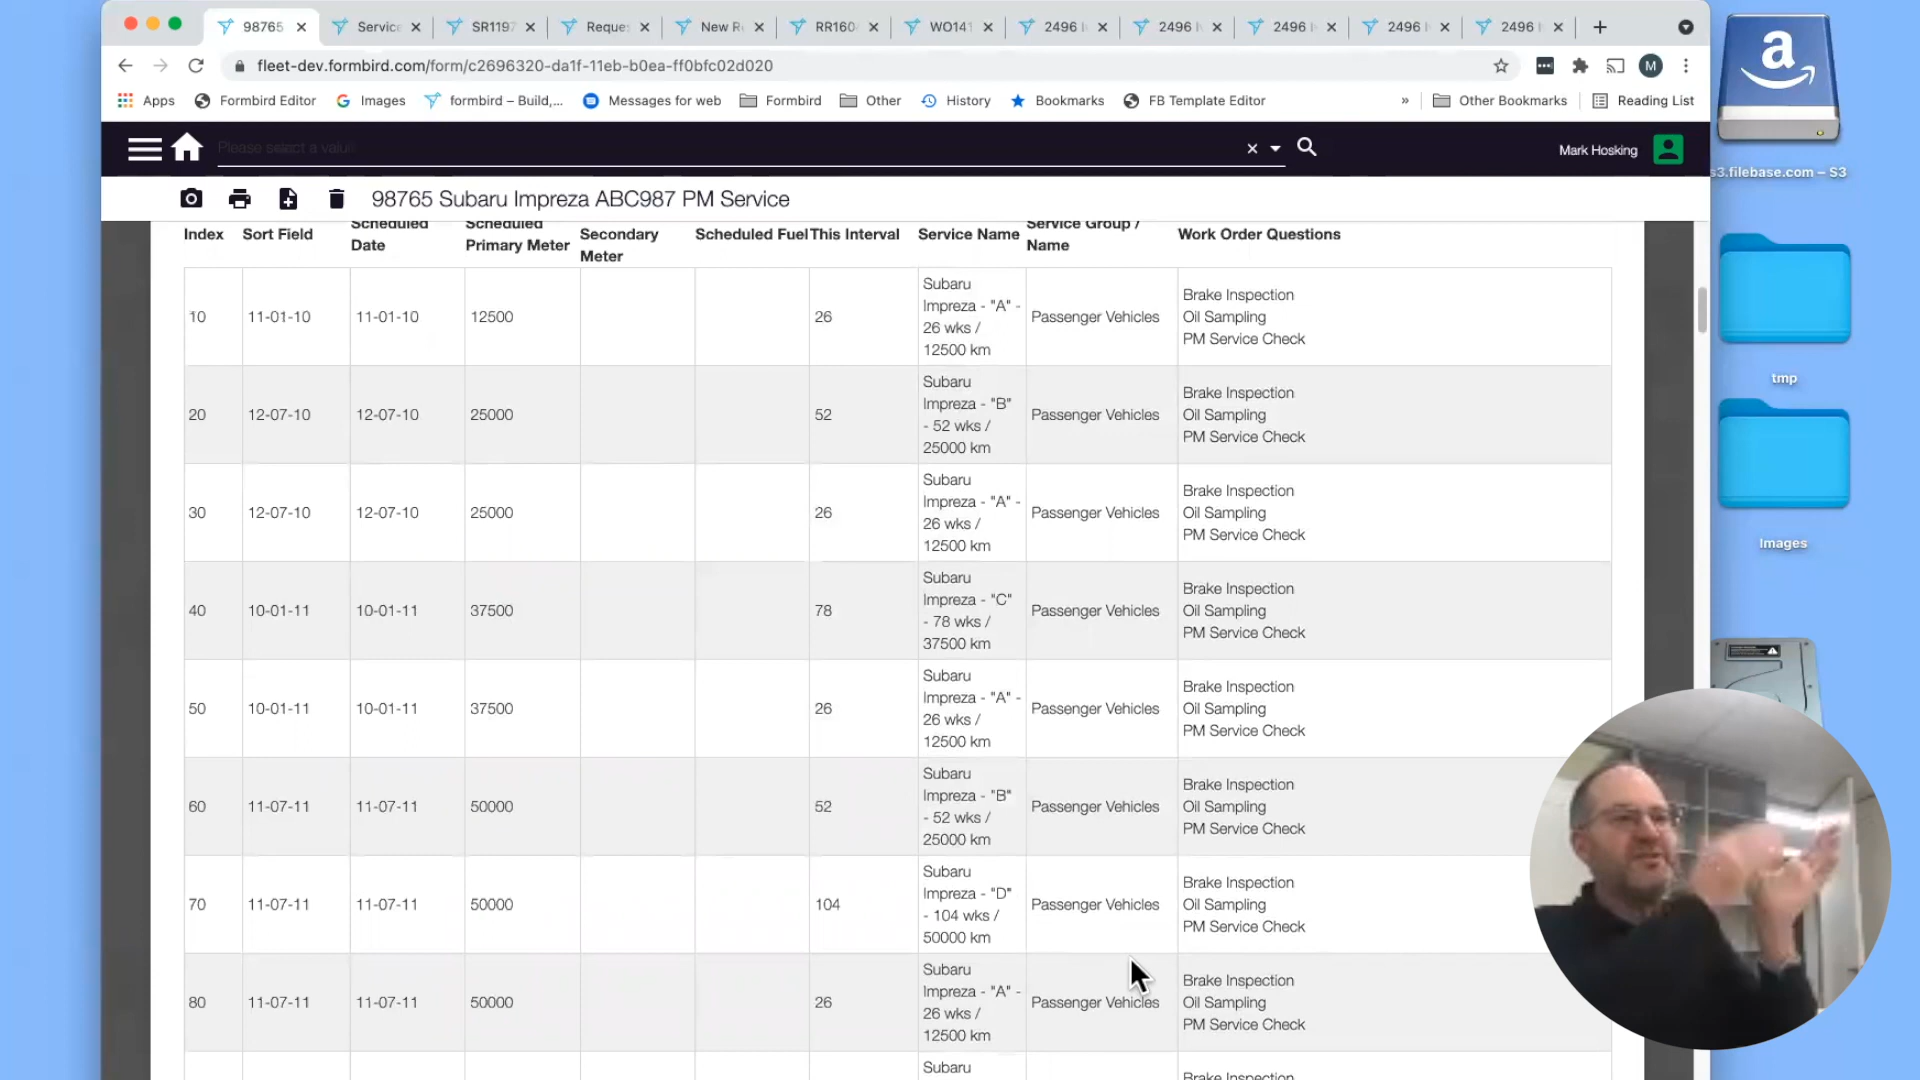 98765
Service
SR1197
Reque
New R
RR160
WO141
2496
2496
2496
2496
2496
fleet-dev.formbird.com/form/c2696320-da1f-11eb-b0ea-ff0bfc02d020
M
Apps
Formbird Editor
Images
formbird – Build,...
Messages for web
Formbird
Other
History
Bookmarks
FB Template Editor
»
Other Bookmarks
Reading List
Please select a value
Mark Hosking
98765 Subaru Impreza ABC987 PM Service
Index
Sort Field
Scheduled
Date
Scheduled
Primary Meter
Secondary
Meter
Scheduled Fuel
This Interval
Service Name
Service Group /
Name
Work Order Questions
10
11-01-10
11-01-10
12500
26
Subaru
Impreza - "A" -
26 wks /
12500 km
Passenger Vehicles
Brake Inspection
Oil Sampling
PM Service Check
20
12-07-10
12-07-10
25000
52
Subaru
Impreza - "B"
- 52 wks /
25000 km
Passenger Vehicles
Brake Inspection
Oil Sampling
PM Service Check
30
12-07-10
12-07-10
25000
26
Subaru
Impreza - "A" -
26 wks /
12500 km
Passenger Vehicles
Brake Inspection
Oil Sampling
PM Service Check
40
10-01-11
10-01-11
37500
78
Subaru
Impreza - "C"
- 78 wks /
37500 km
Passenger Vehicles
Brake Inspection
Oil Sampling
PM Service Check
50
10-01-11
10-01-11
37500
26
Subaru
Impreza - "A" -
26 wks /
12500 km
Passenger Vehicles
Brake Inspection
Oil Sampling
PM Service Check
60
11-07-11
11-07-11
50000
52
Subaru
Impreza - "B"
- 52 wks /
25000 km
Passenger Vehicles
Brake Inspection
Oil Sampling
PM Service Check
70
11-07-11
11-07-11
50000
104
Subaru
Impreza - "D"
- 104 wks /
50000 km
Passenger Vehicles
Brake Inspection
Oil Sampling
PM Service Check
80
11-07-11
11-07-11
50000
26
Subaru
Impreza - "A" -
26 wks /
12500 km
Passenger Vehicles
Brake Inspection
Oil Sampling
PM Service Check
Subaru
Brake Inspection
a
s3.filebase.com – S3
tmp
Images